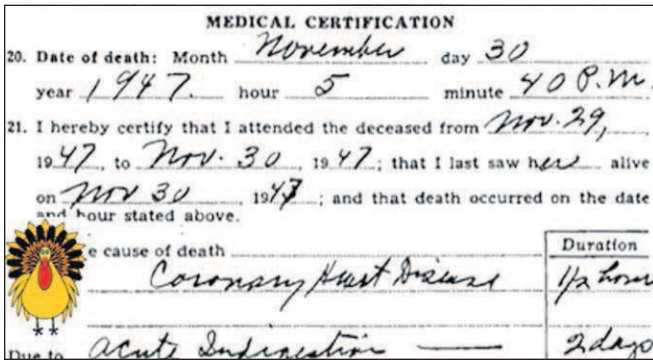 MEDICAL CERTIFICATION
20. Date of death: Month November day 30
year 1947. hour 5 minute 40 P.M.
21. I hereby certify that I attended the deceased from Nov. 29,
1947, to Nov. 30, 1947; that I last saw her alive
on Nov 30, 1947; and that death occurred on the date
and hour stated above.
e cause of death Duration
Coronary Heart Disease 1/2 hour
Due to Acute Indigestion — 2 days